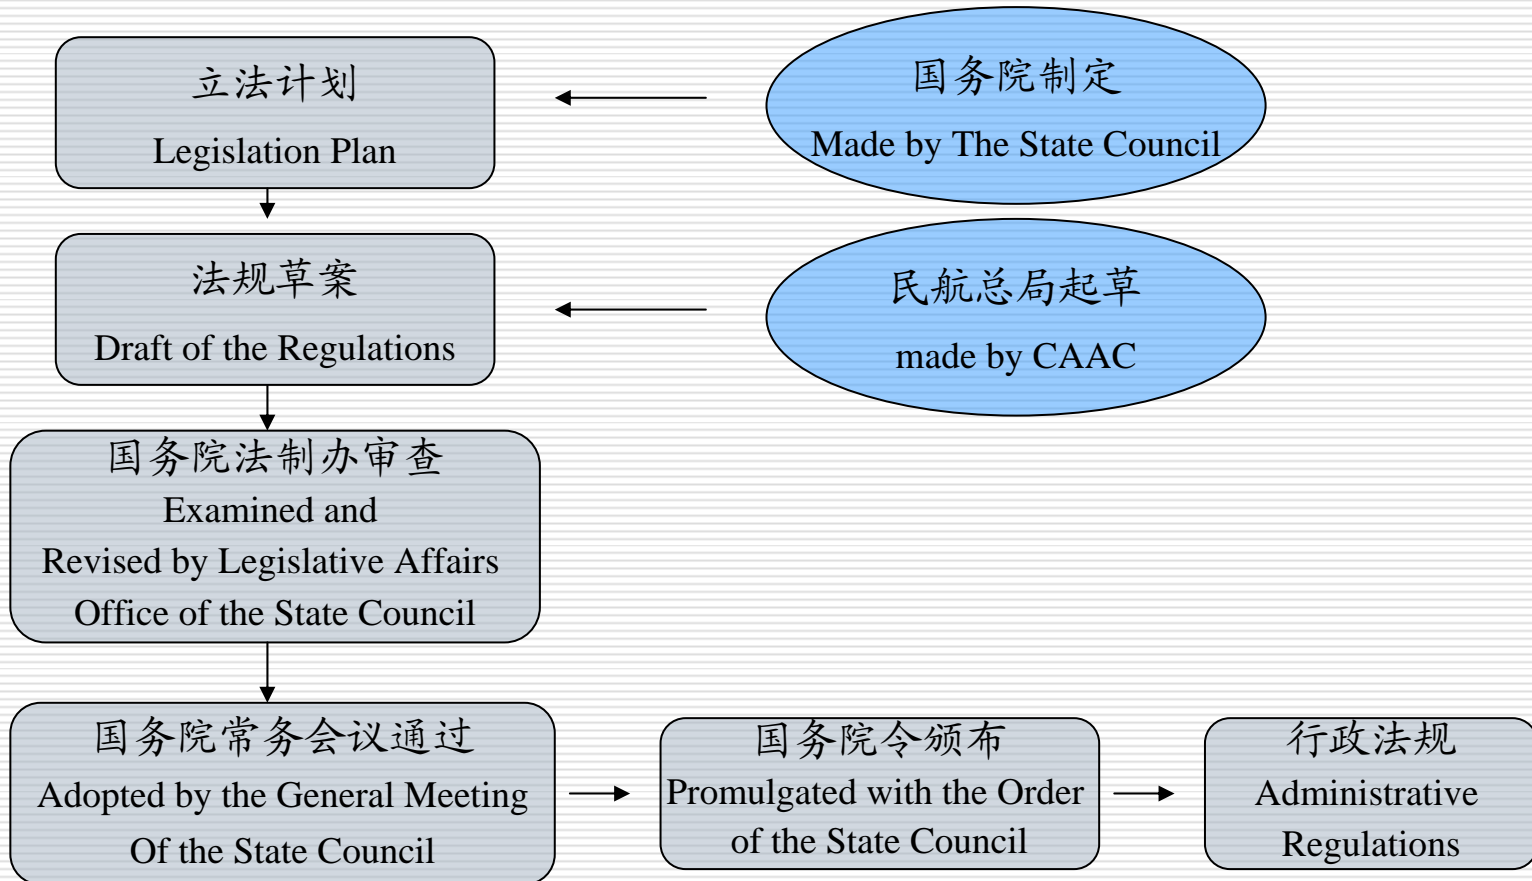 立法计划
Legislation Plan
国务院制定
Made by The State Council
法规草案
Draft of the Regulations
民航总局起草
made by CAAC
国务院法制办审查
Examined and
Revised by Legislative Affairs
Office of the State Council
国务院常务会议通过
Adopted by the General Meeting
Of the State Council
国务院令颁布
Promulgated with the Order
of the State Council
行政法规
Administrative
Regulations